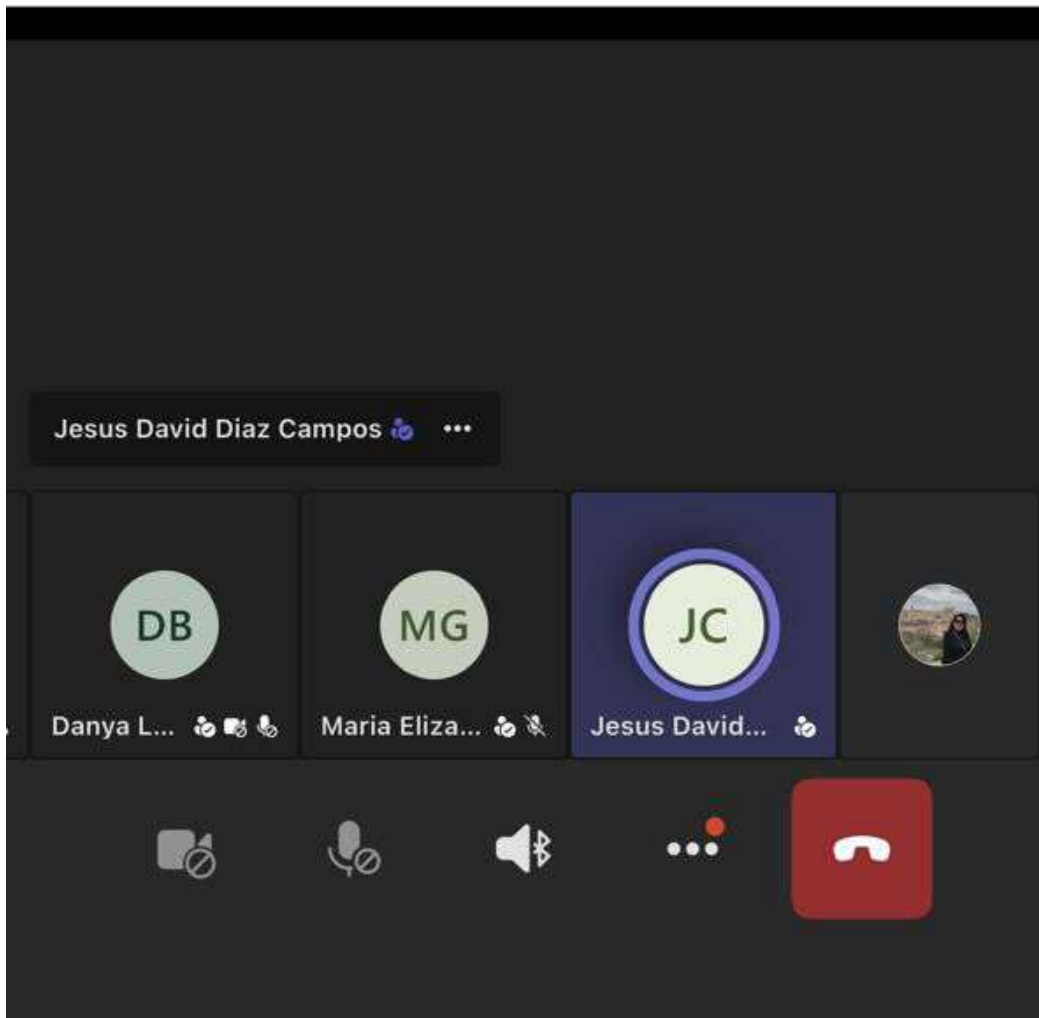 Jesus David Diaz Campos
DB
MG
JC
Danya L...
Maria Eliza...
Jesus David...